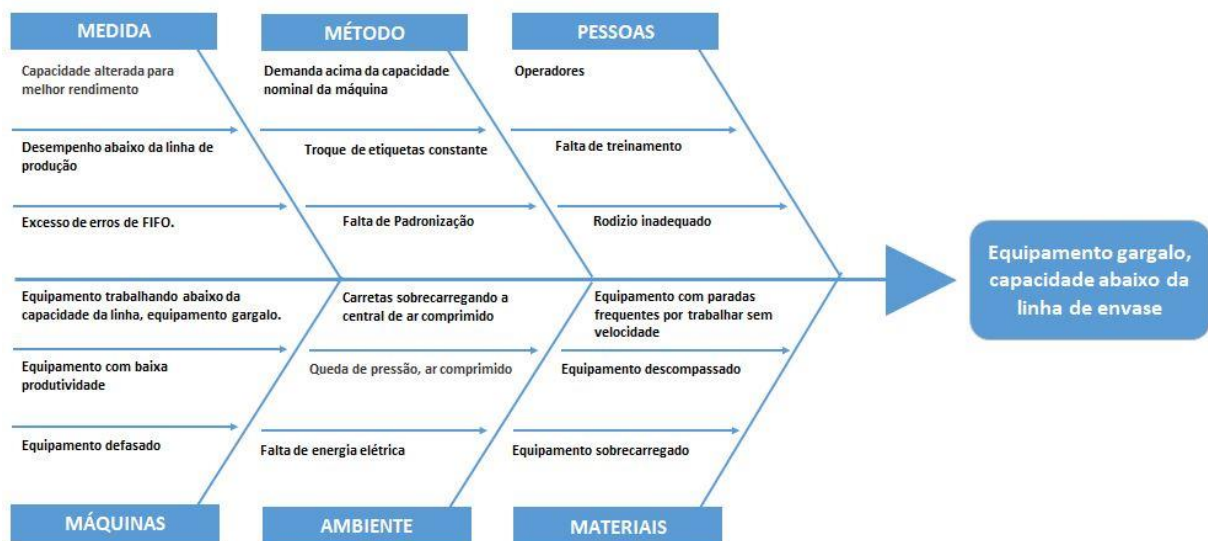 MEDIDA
MÉTODO
PESSOAS
Capacidade alterada para
melhor rendimento
Demanda acima da capacidade
nominal da máquina
Operadores
Desempenho abaixo da linha de
produção
Troque de etiquetas constante
Falta de treinamento
Excesso de erros de FIFO.
Falta de Padronização
Rodizio inadequado
Equipamento gargalo,
capacidade abaixo da
linha de envase
Equipamento trabalhando abaixo da
capacidade da linha, equipamento gargalo.
Carretas sobrecarregando a
central de ar comprimido
Equipamento com paradas
frequentes por trabalhar sem
velocidade
Equipamento com baixa
produtividade
Queda de pressão, ar comprimido
Equipamento descompassado
Equipamento defasado
Falta de energia elétrica
Equipamento sobrecarregado
MÁQUINAS
AMBIENTE
MATERIAIS